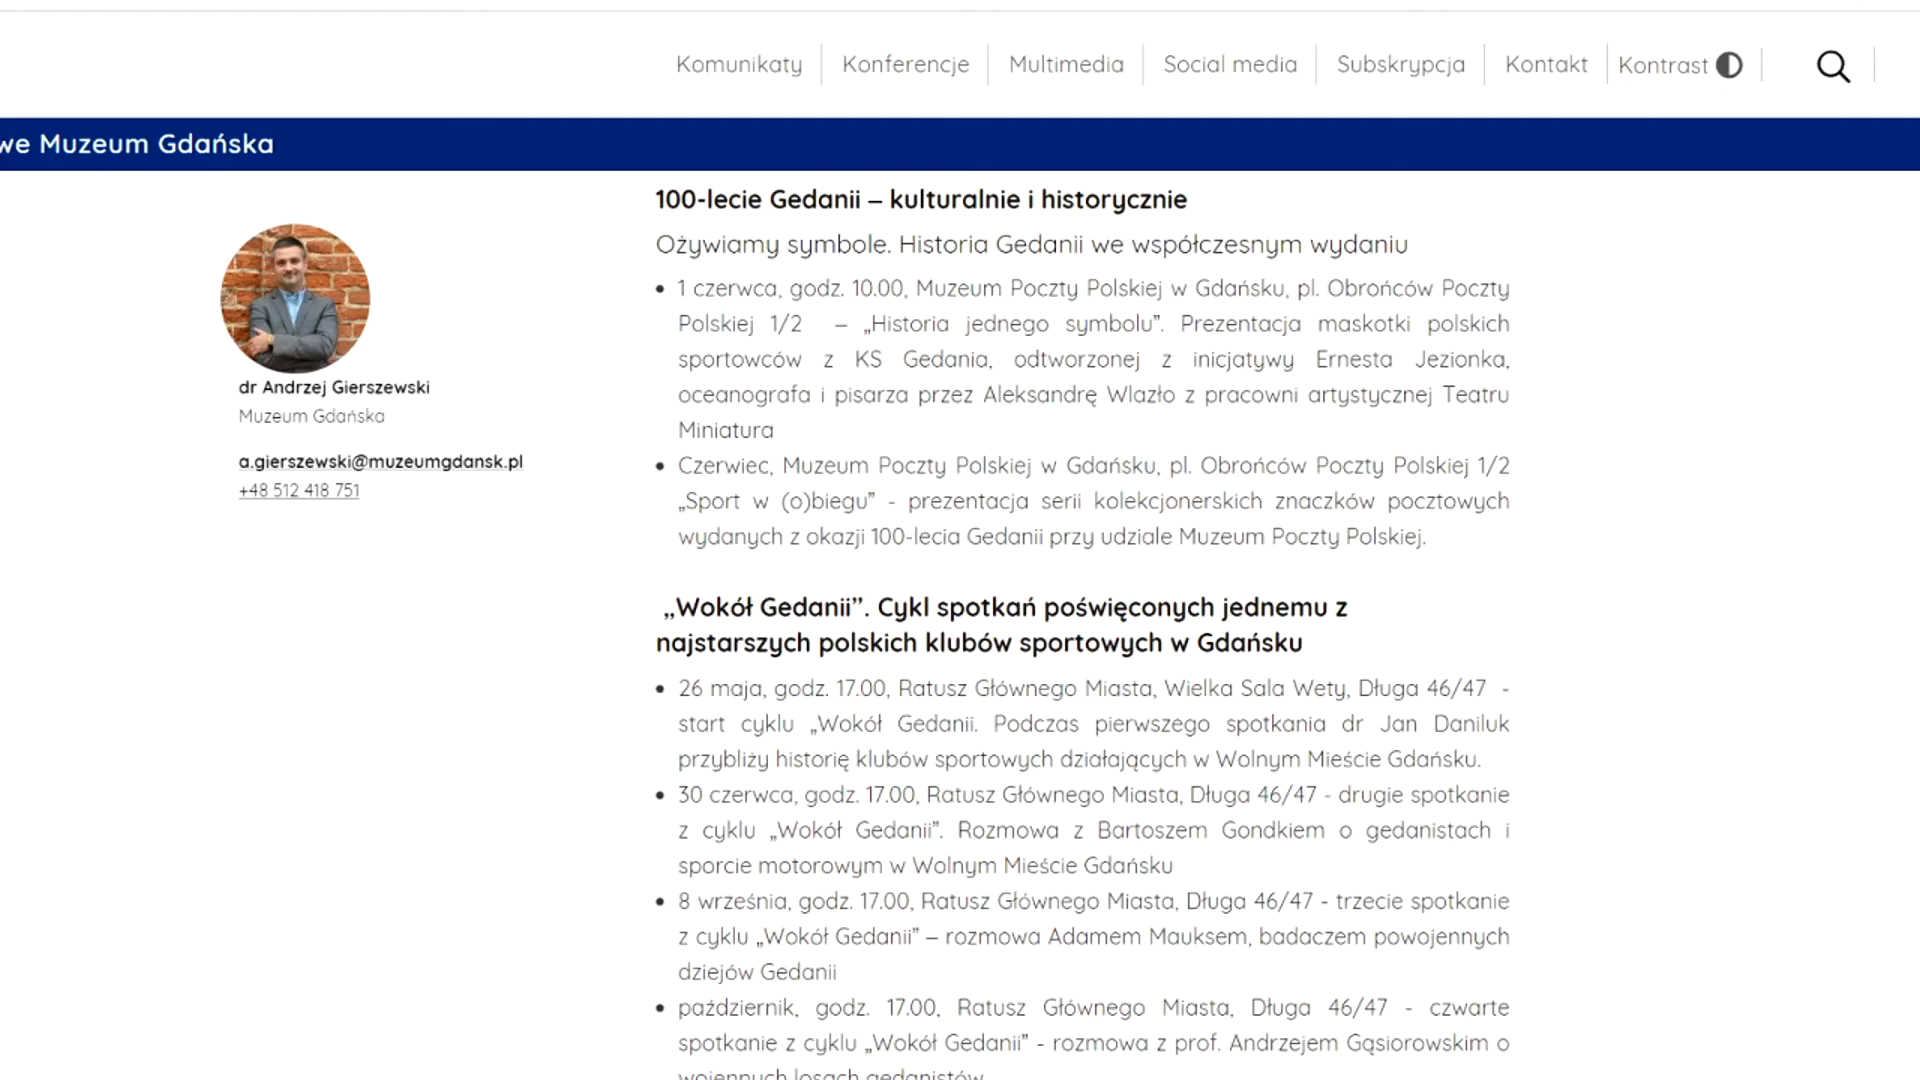 Komunikaty Konferencje Multimedia Social media Subskrypcja Kontakt Kontrast
we Muzeum Gdańska
dr Andrzej Gierszewski
Muzeum Gdańska
a.gierszewski@muzeumgdansk.pl
+48 512 418 751
100-lecie Gedanii – kulturalnie i historycznie
Ożywiamy symbole. Historia Gedanii we współczesnym wydaniu
• 1 czerwca, godz. 10.00, Muzeum Poczty Polskiej w Gdańsku, pl. Obrońców Poczty
Polskiej 1/2 – „Historia jednego symbolu”. Prezentacja maskotki polskich
sportowców z KS Gedania, odtworzonej z inicjatywy Ernesta Jezionka,
oceanografa i pisarza przez Aleksandrę Wlazło z pracowni artystycznej Teatru
Miniatura
• Czerwiec, Muzeum Poczty Polskiej w Gdańsku, pl. Obrońców Poczty Polskiej 1/2
„Sport w (o)biegu” - prezentacja serii kolekcjonerskich znaczków pocztowych
wydanych z okazji 100-lecia Gedanii przy udziale Muzeum Poczty Polskiej.
„Wokół Gedanii”. Cykl spotkań poświęconych jednemu z
najstarszych polskich klubów sportowych w Gdańsku
• 26 maja, godz. 17.00, Ratusz Głównego Miasta, Wielka Sala Wety, Długa 46/47 -
start cyklu „Wokół Gedanii. Podczas pierwszego spotkania dr Jan Daniluk
przybliży historię klubów sportowych działających w Wolnym Mieście Gdańsku.
• 30 czerwca, godz. 17.00, Ratusz Głównego Miasta, Długa 46/47 - drugie spotkanie
z cyklu „Wokół Gedanii”. Rozmowa z Bartoszem Gondkiem o gedanistach i
sporcie motorowym w Wolnym Mieście Gdańsku
• 8 września, godz. 17.00, Ratusz Głównego Miasta, Długa 46/47 - trzecie spotkanie
z cyklu „Wokół Gedanii” – rozmowa Adamem Mauksem, badaczem powojennych
dziejów Gedanii
• październik, godz. 17.00, Ratusz Głównego Miasta, Długa 46/47 - czwarte
spotkanie z cyklu „Wokół Gedanii” - rozmowa z prof. Andrzejem Gąsiorowskim o
wojennych losach gedanistów